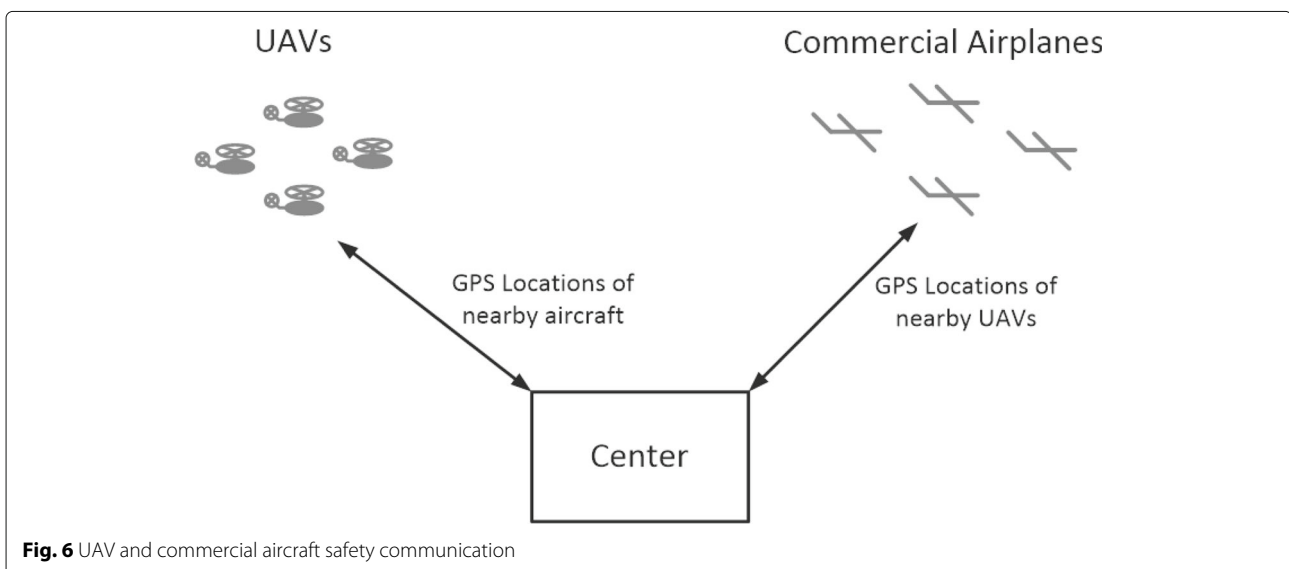 UAVs
Commercial Airplanes
GPS Locations of
nearby aircraft
GPS Locations of
nearby UAVs
Center
Fig. 6 UAV and commercial aircraft safety communication